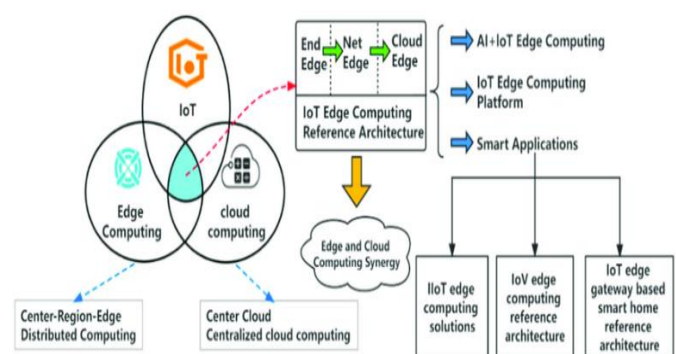 IoT
IoT
Edge
Computing
cloud
computing
Center-Region-Edge
Distributed Computing
Center Cloud
Centralized cloud computing
End
Edge
Net
Edge
Cloud
Edge
IoT Edge Computing
Reference Architecture
Edge and Cloud
Computing Synergy
AI+IoT Edge Computing
IoT Edge Computing
Platform
Smart Applications
IIoT edge
computing
solutions
IoV edge
computing
reference
architecture
IoT edge
gateway based
smart home
reference
architecture